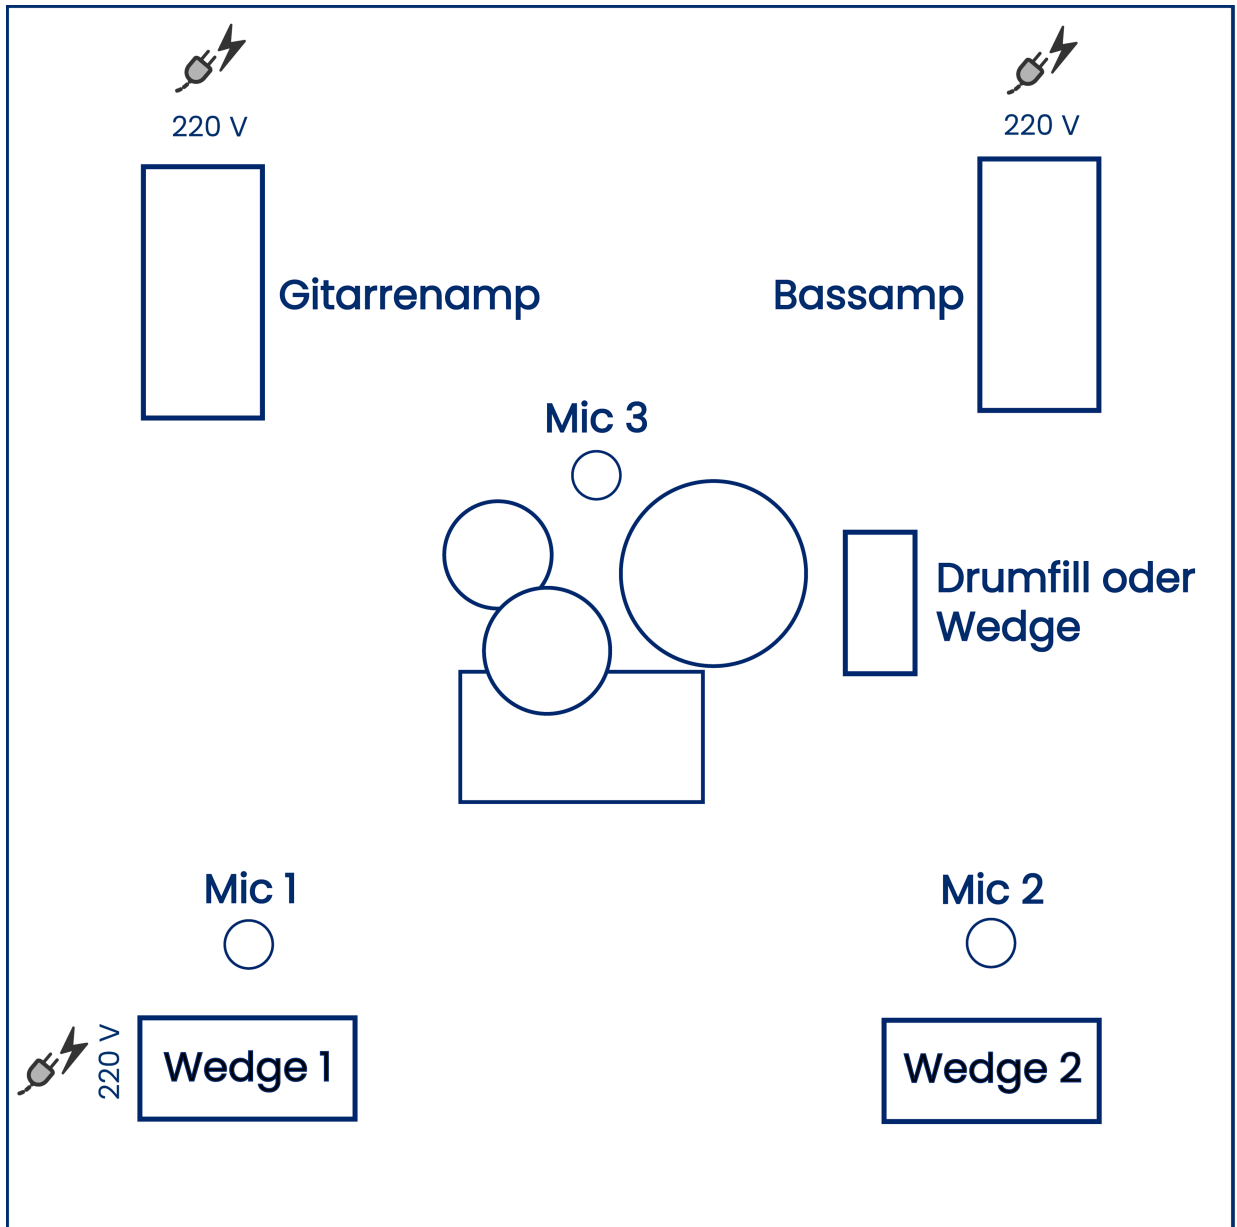 220 V
220 V
Gitarrenamp
Bassamp
Mic 3
Drumfill oder
Wedge
Mic 1
Mic 2
220 V
Wedge 1
Wedge 2